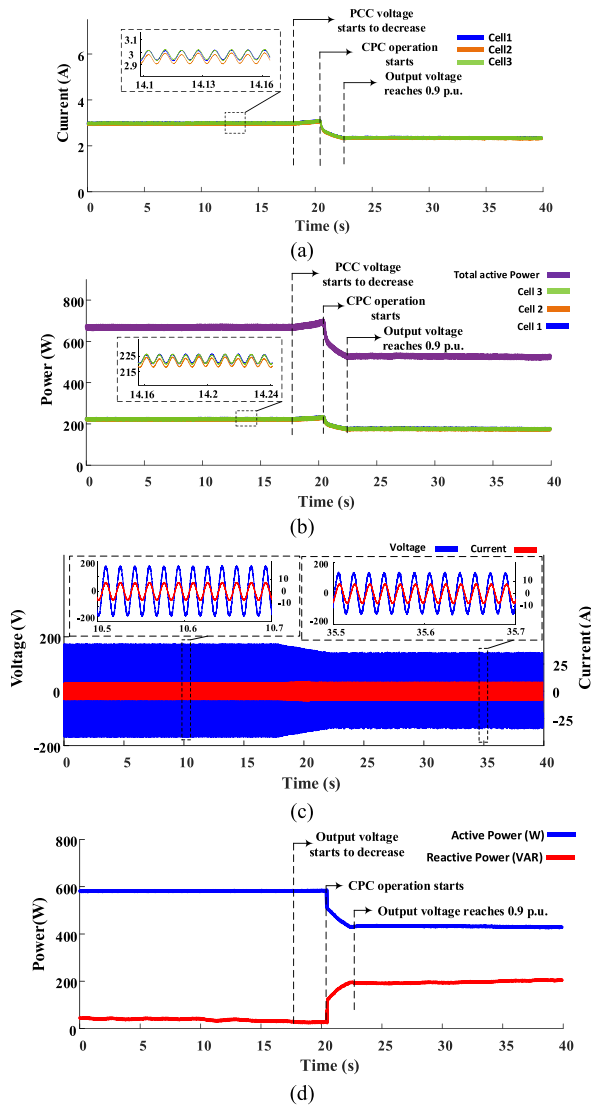 PCC voltage
starts to decrease
CPC operation
starts
Output voltage
reaches 0.9 p.u.
Cell1
Cell2
Cell3
3.1
3
2.9
14.1 14.13 14.16
6
4
2
0
0 5 10 15 20 25 30 35 40
Cuurent (A)
Time (s)
(a)
PCC voltage
starts to decrease
CPC operation
starts
Output voltage
reaches 0.9 p.u.
Total active Power
Cell 3
Cell 2
Cell 1
225
215
14.16 14.2 14.24
800
600
400
200
0
0 5 10 15 20 25 30 35 40
Power (W)
Time (s)
(b)
Voltage Current
200
0
-200
10
0
-10
10.5 10.6 10.7
200
0
-200
10
0
-10
35.5 35.6 35.7
200
0
-200
25
0
-25
0 5 10 15 20 25 30 35 40
Voltage (V)
Current (A)
Time (s)
(c)
Output voltage
starts to decrease
CPC operation starts
Output voltage reaches 0.9 p.u.
Active Power (W)
Reactive Power (VAR)
800
600
400
200
0
0 5 10 15 20 25 30 35 40
Power(W)
Time (s)
(d)